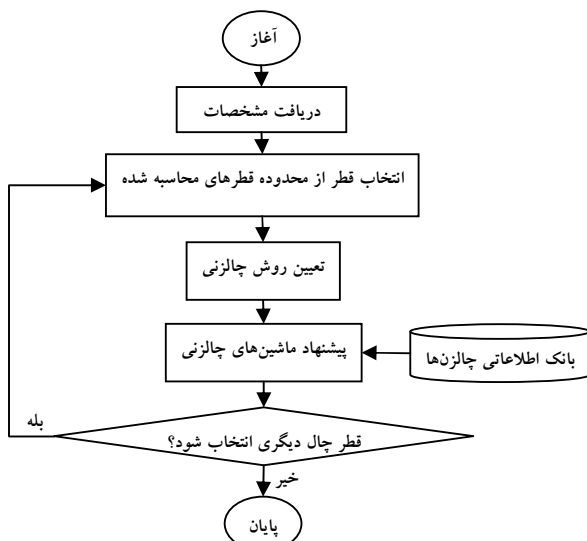 آغاز
دریافت مشخصات
انتخاب قطر از محدوده قطرهای محاسبه شده
تعیین روش چالزنی
پیشنهاد ماشین‌های چالزنی
بانک اطلاعاتی چالزن‌ها
بله
قطر چال دیگری انتخاب شود؟
خیر
پایان